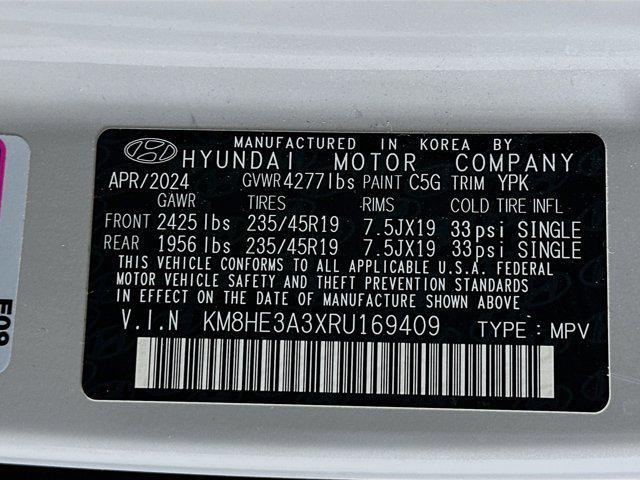 MANUFACTURED IN KOREA BY
HYUNDAI MOTOR COMPANY
APR/2024 GVWR 4277lbs PAINT C5G TRIM YPK
GAWR TIRES RIMS COLD TIRE INFL
FRONT 2425lbs 235/45R19 7.5JX19 33psi SINGLE
REAR 1956lbs 235/45R19 7.5JX19 33psi SINGLE
THIS VEHICLE CONFORMS TO ALL APPLICABLE U.S.A. FEDERAL
MOTOR VEHICLE SAFETY, BUMPER, AND THEFT PREVENTION STANDARDS
IN EFFECT ON THE DATE OF MANUFACTURE SHOWN ABOVE
V.I.N KM8HE3A3XRU169409 TYPE : MPV